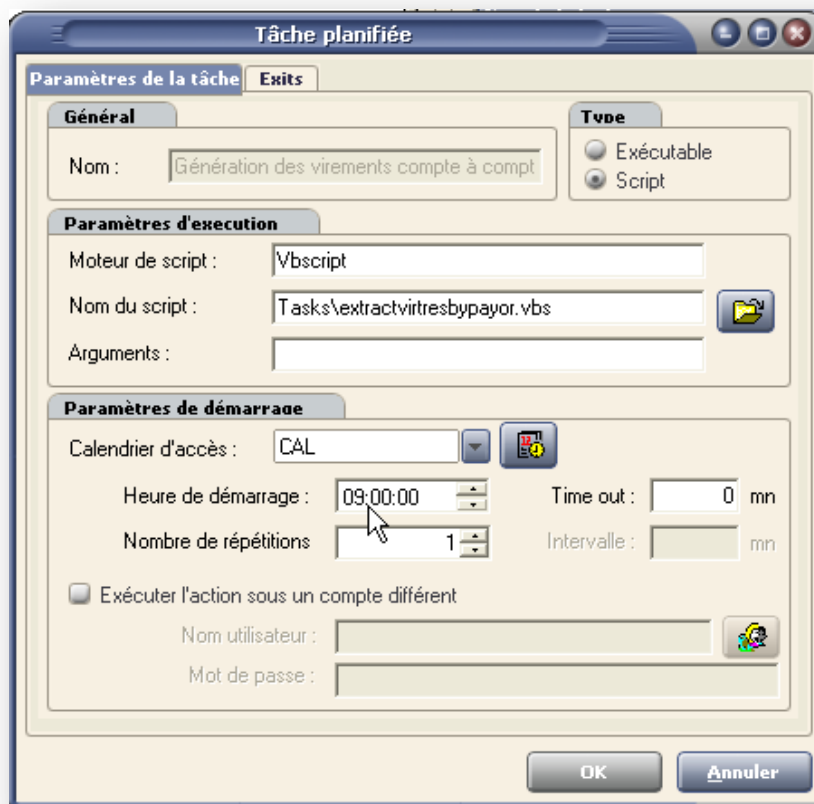 Tâche planifiée
Paramètres de la tâche Exits
Général
Nom : Génération des virements compte à compt
Type
Exécutable
Script
Paramètres d'execution
Moteur de script : Vbscript
Nom du script : Tasks\extractvirtresbypayor.vbs
Arguments :
Paramètres de démarrage
Calendrier d'accès : CAL
Heure de démarrage : 09:00:00 Time out : 0 mn
Nombre de répétitions 1 Intervalle : mn
Exécuter l'action sous un compte différent
Nom utilisateur :
Mot de passe :
OK Annuler